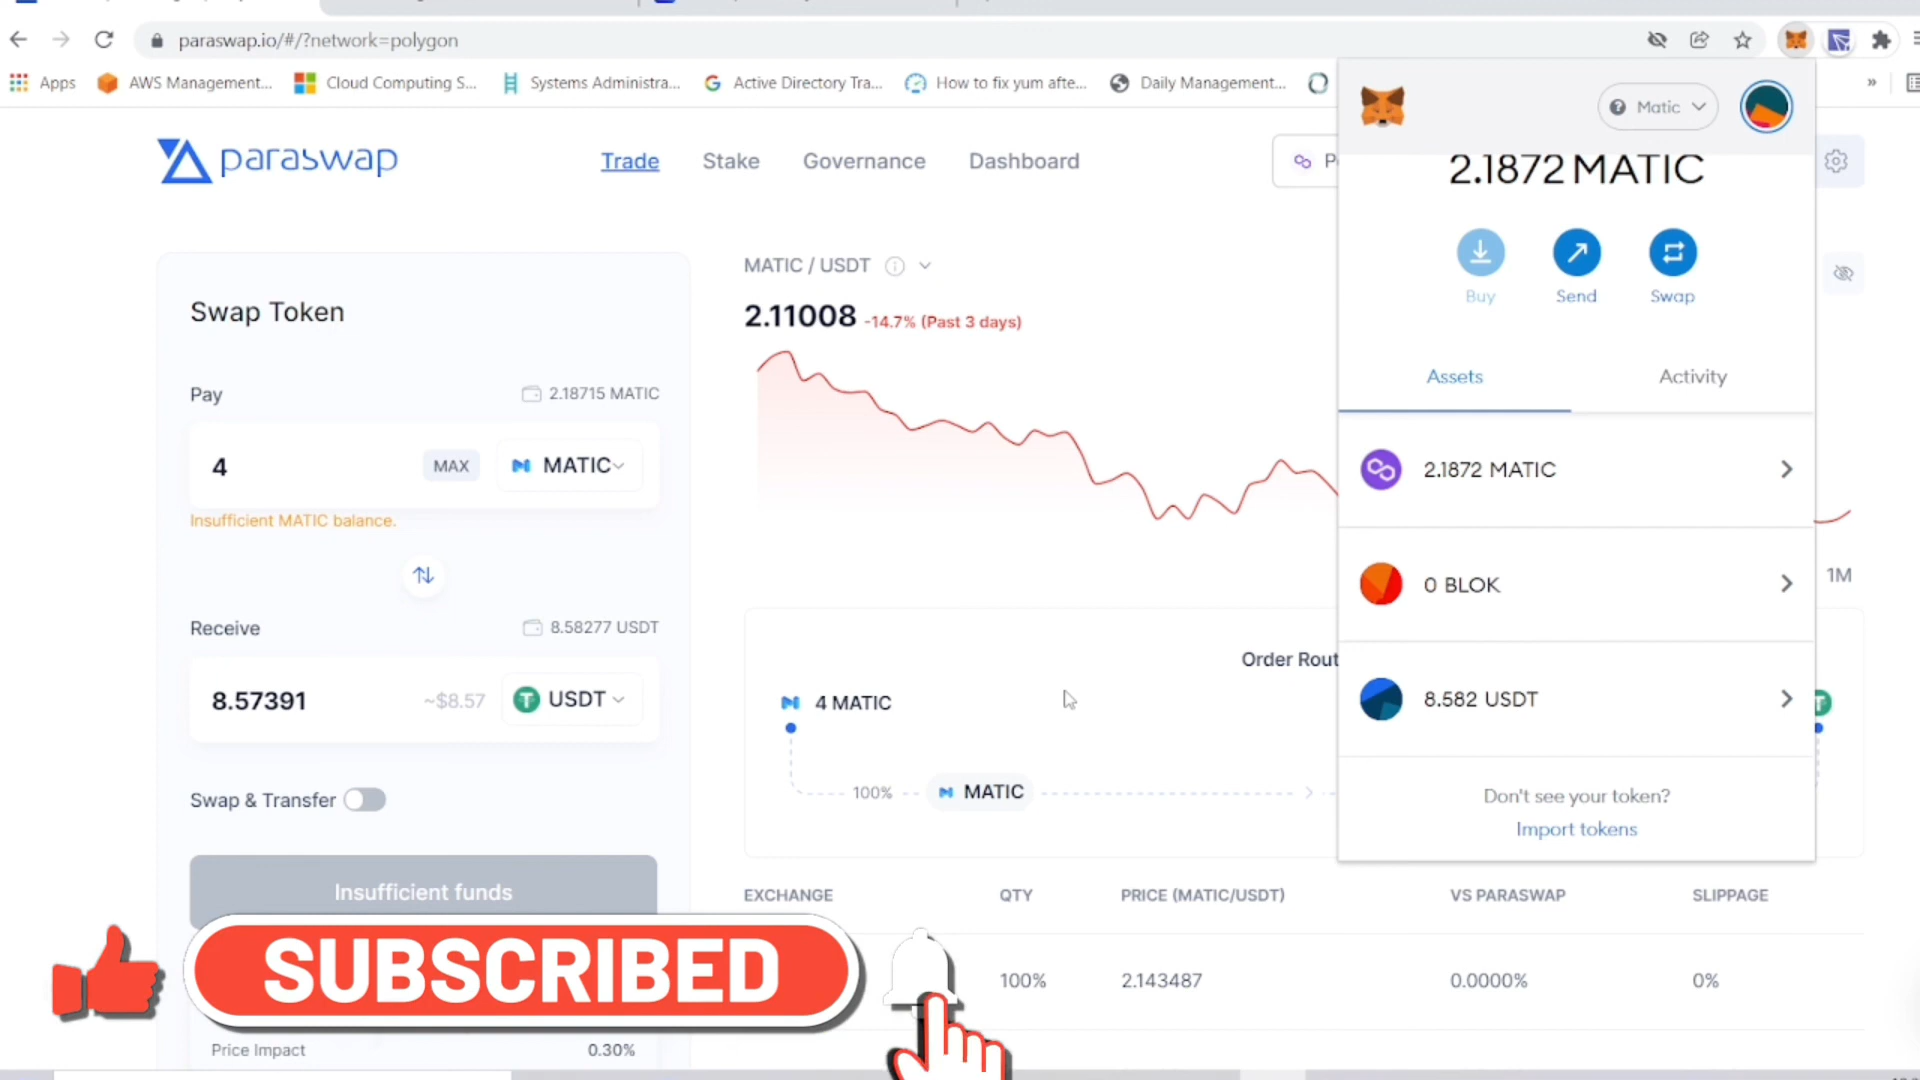 paraswap.io/#/?network=polygon
Apps
AWS Management...
Cloud Computing S...
Systems Administra...
Active Directory Tra...
How to fix yum afte...
Daily Management...
»
paraswap
Trade
Stake
Governance
Dashboard
Matic
2.1872 MATIC
Buy
Send
Swap
Assets
Activity
2.1872 MATIC
0 BLOK
8.582 USDT
Don't see your token?
Import tokens
Swap Token
Pay
2.18715 MATIC
4
MAX
MATIC
Insufficient MATIC balance.
Receive
8.58277 USDT
8.57391
~$8.57
USDT
Swap & Transfer
Insufficient funds
MATIC / USDT
2.11008 -14.7% (Past 3 days)
1M
Order Rout
4 MATIC
100%
MATIC
EXCHANGE
QTY
PRICE (MATIC/USDT)
VS PARASWAP
SLIPPAGE
100%
2.143487
0.0000%
0%
SUBSCRIBED
Price Impact
0.30%